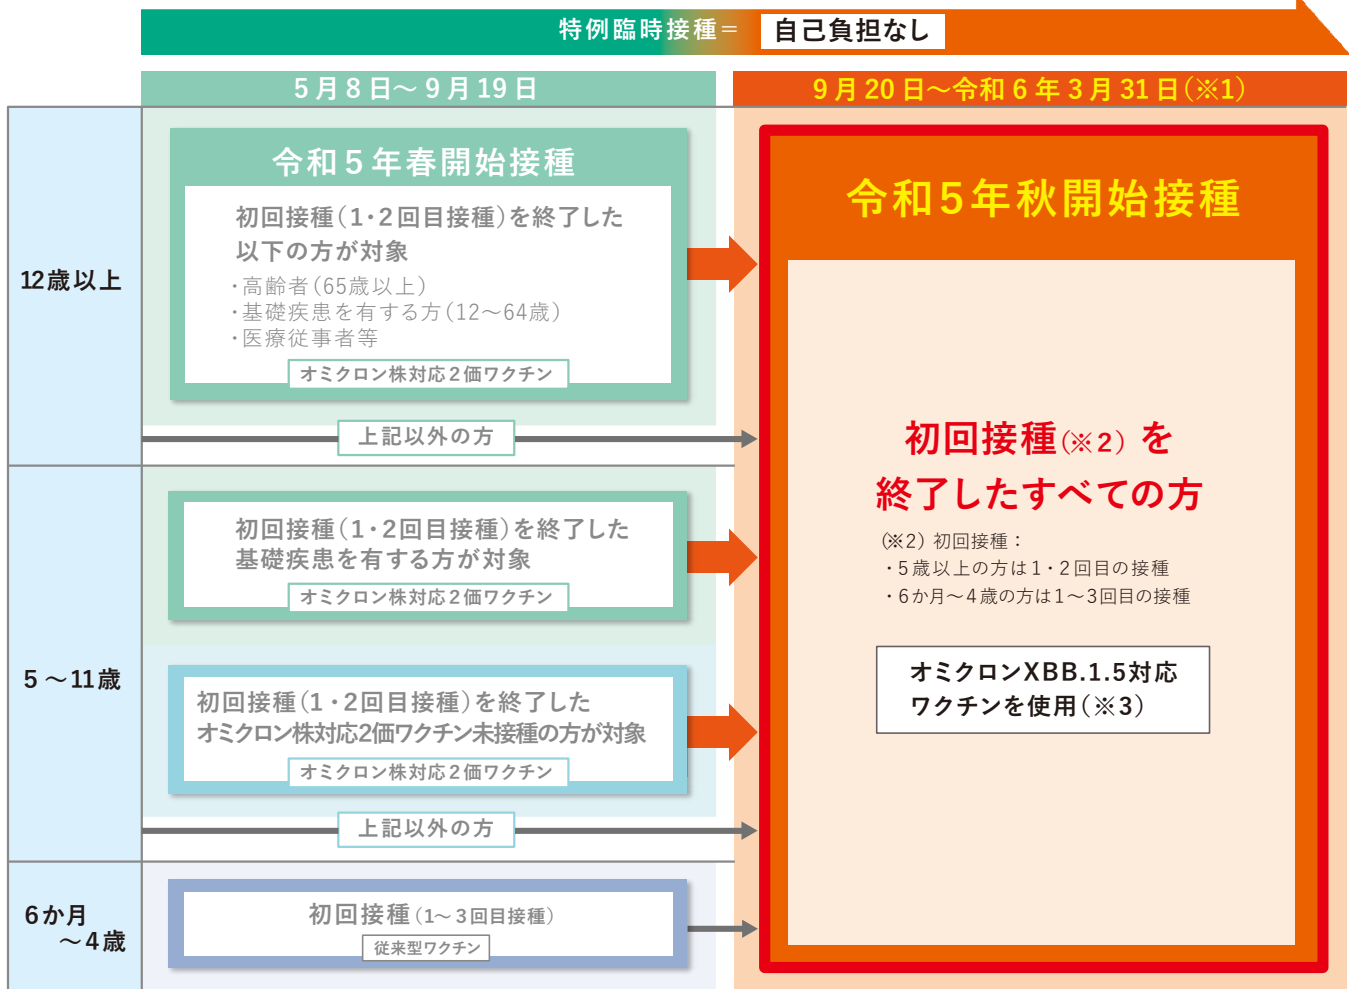 特例臨時接種＝ 自己負担なし
5月8日～9月19日
9月20日～令和6年3月31日(※1)
12歳以上
令和5年春開始接種
初回接種(1・2回目接種)を終了した
以下の方が対象
・高齢者(65歳以上)
・基礎疾患を有する方(12～64歳)
・医療従事者等
オミクロン株対応2価ワクチン
上記以外の方
5～11歳
初回接種(1・2回目接種)を終了した
基礎疾患を有する方が対象
オミクロン株対応2価ワクチン
初回接種(1・2回目接種)を終了した
オミクロン株対応2価ワクチン未接種の方が対象
オミクロン株対応2価ワクチン
上記以外の方
6か月
～4歳
初回接種(1～3回目接種)
従来型ワクチン
令和5年秋開始接種
初回接種(※2)を
終了したすべての方
(※2)初回接種：
・5歳以上の方は1・2回目の接種
・6か月～4歳の方は1～3回目の接種
オミクロンXBB.1.5対応
ワクチンを使用(※3)